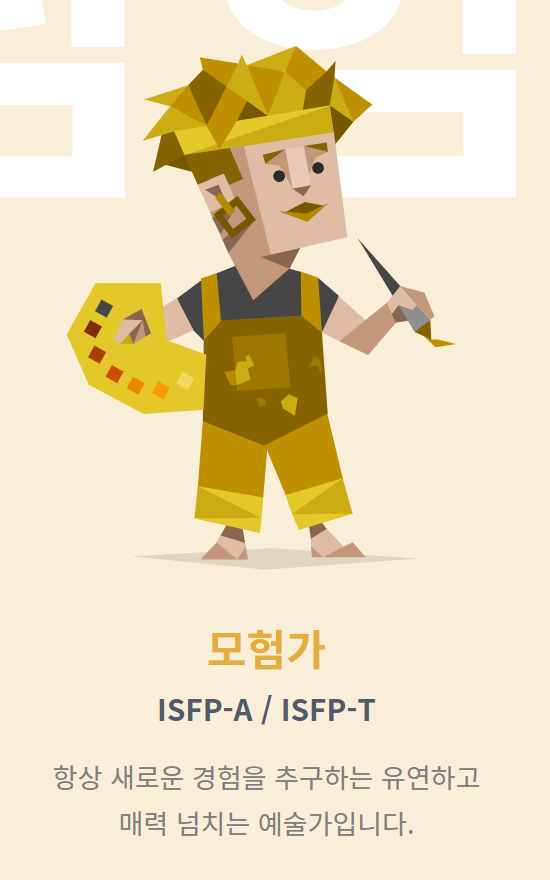 모험가
ISFP-A / ISFP-T
항상 새로운 경험을 추구하는 유연하고
매력 넘치는 예술가입니다.